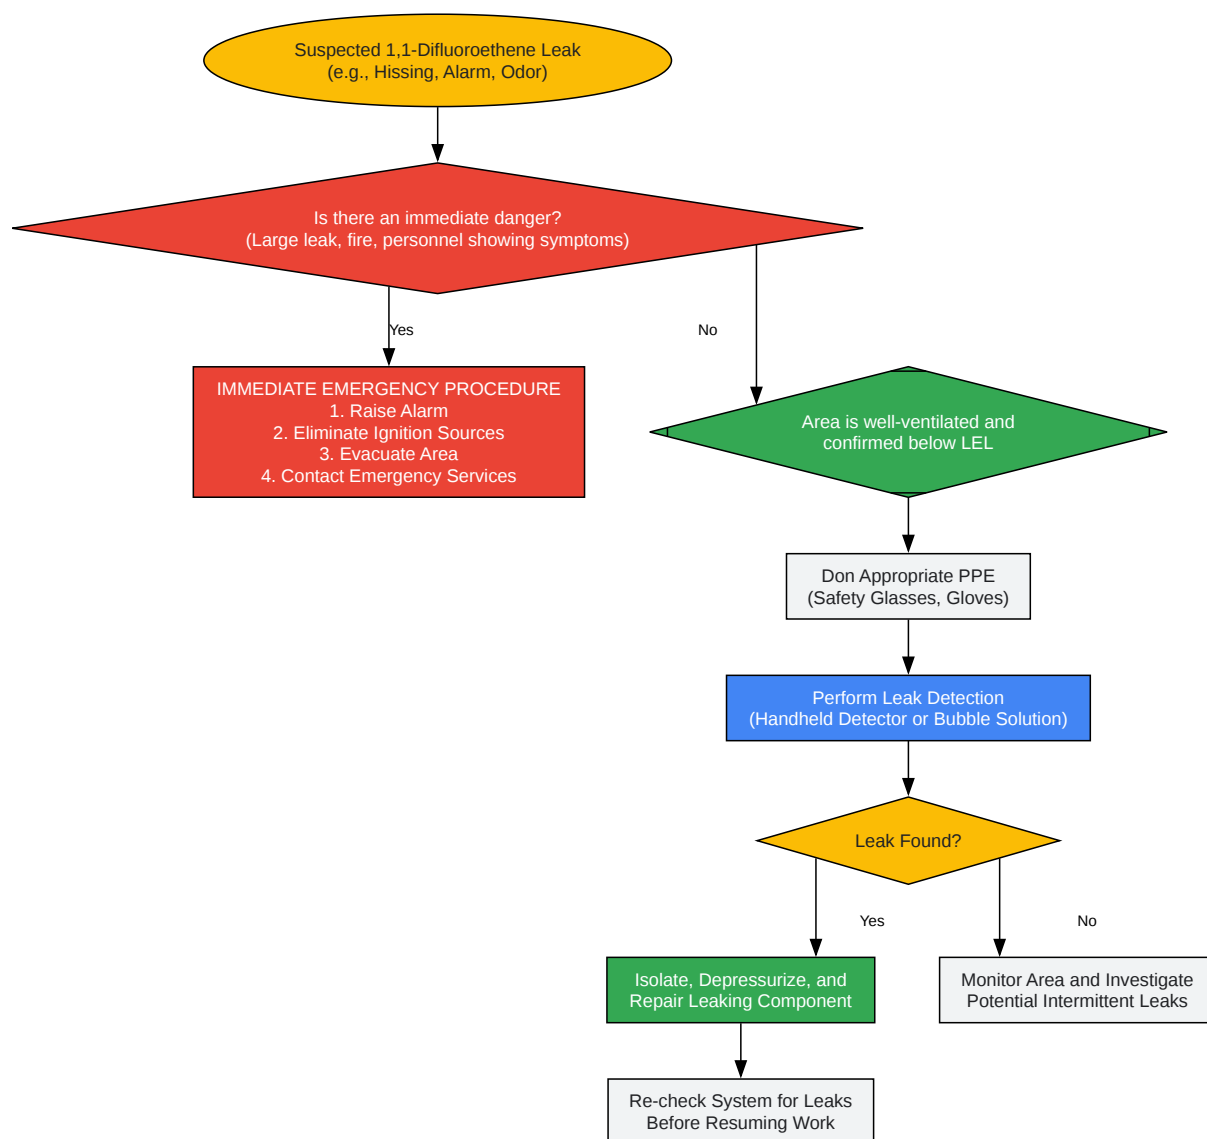 Suspected 1,1-Difluoroethene Leak
(e.g., Hissing, Alarm, Odor)
Is there an immediate danger?
(Large leak, fire, personnel showing symptoms)
Yes
No
IMMEDIATE EMERGENCY PROCEDURE
1. Raise Alarm
2. Eliminate Ignition Sources
3. Evacuate Area
4. Contact Emergency Services
Area is well-ventilated and
confirmed below LEL
Don Appropriate PPE
(Safety Glasses, Gloves)
Perform Leak Detection
(Handheld Detector or Bubble Solution)
Leak Found?
Yes
No
Isolate, Depressurize, and
Repair Leaking Component
Monitor Area and Investigate
Potential Intermittent Leaks
Re-check System for Leaks
Before Resuming Work